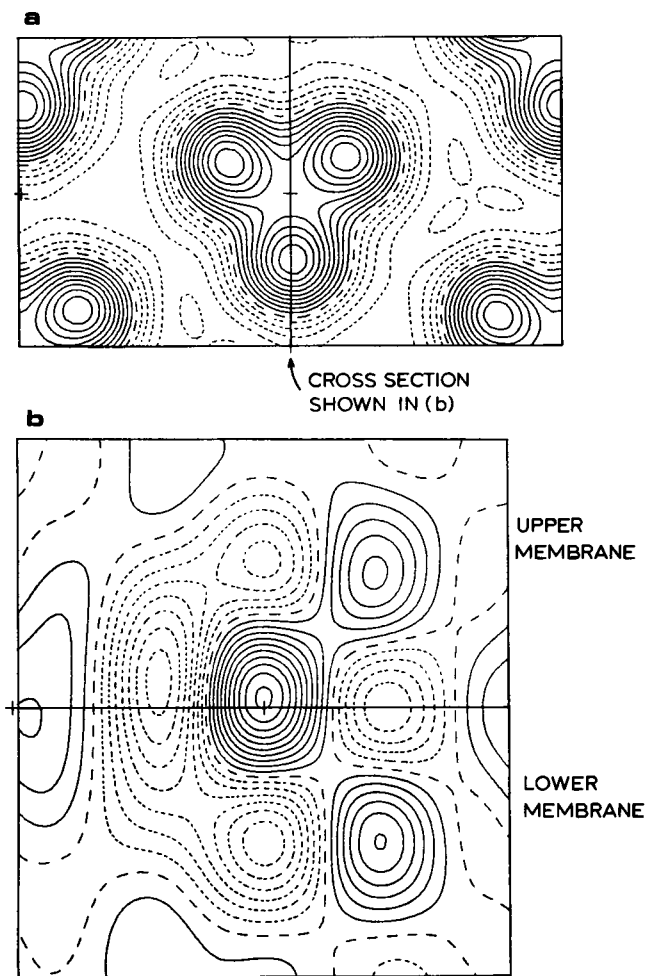 a
CROSS SECTION
SHOWN IN (b)
b
UPPER
MEMBRANE
LOWER
MEMBRANE